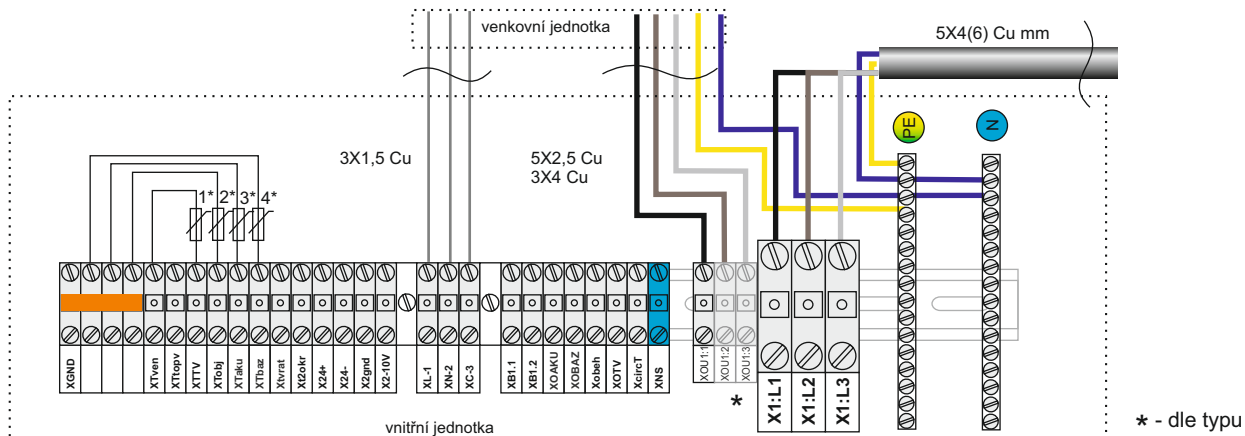 venkovní jednotka
5X4(6) Cu mm
PE
N
3X1,5 Cu
5X2,5 Cu
3X4 Cu
1* 2* 3* 4*
XGND
XTven
XTtopv
XTTV
XTobj
XTaku
XTbaz
Xtvrat
Xt2okr
X24+
X24-
X2gnd
X2-10V
XL-1
XN-2
XC-3
XB1.1
XB1.2
XOAKU
XOBAZ
Xobeh
XOTV
XcircT
XNS
XOU1:1
XOU1:2
XOU1:3
X1:L1
X1:L2
X1:L3
*
vnitřní jednotka
* - dle typu